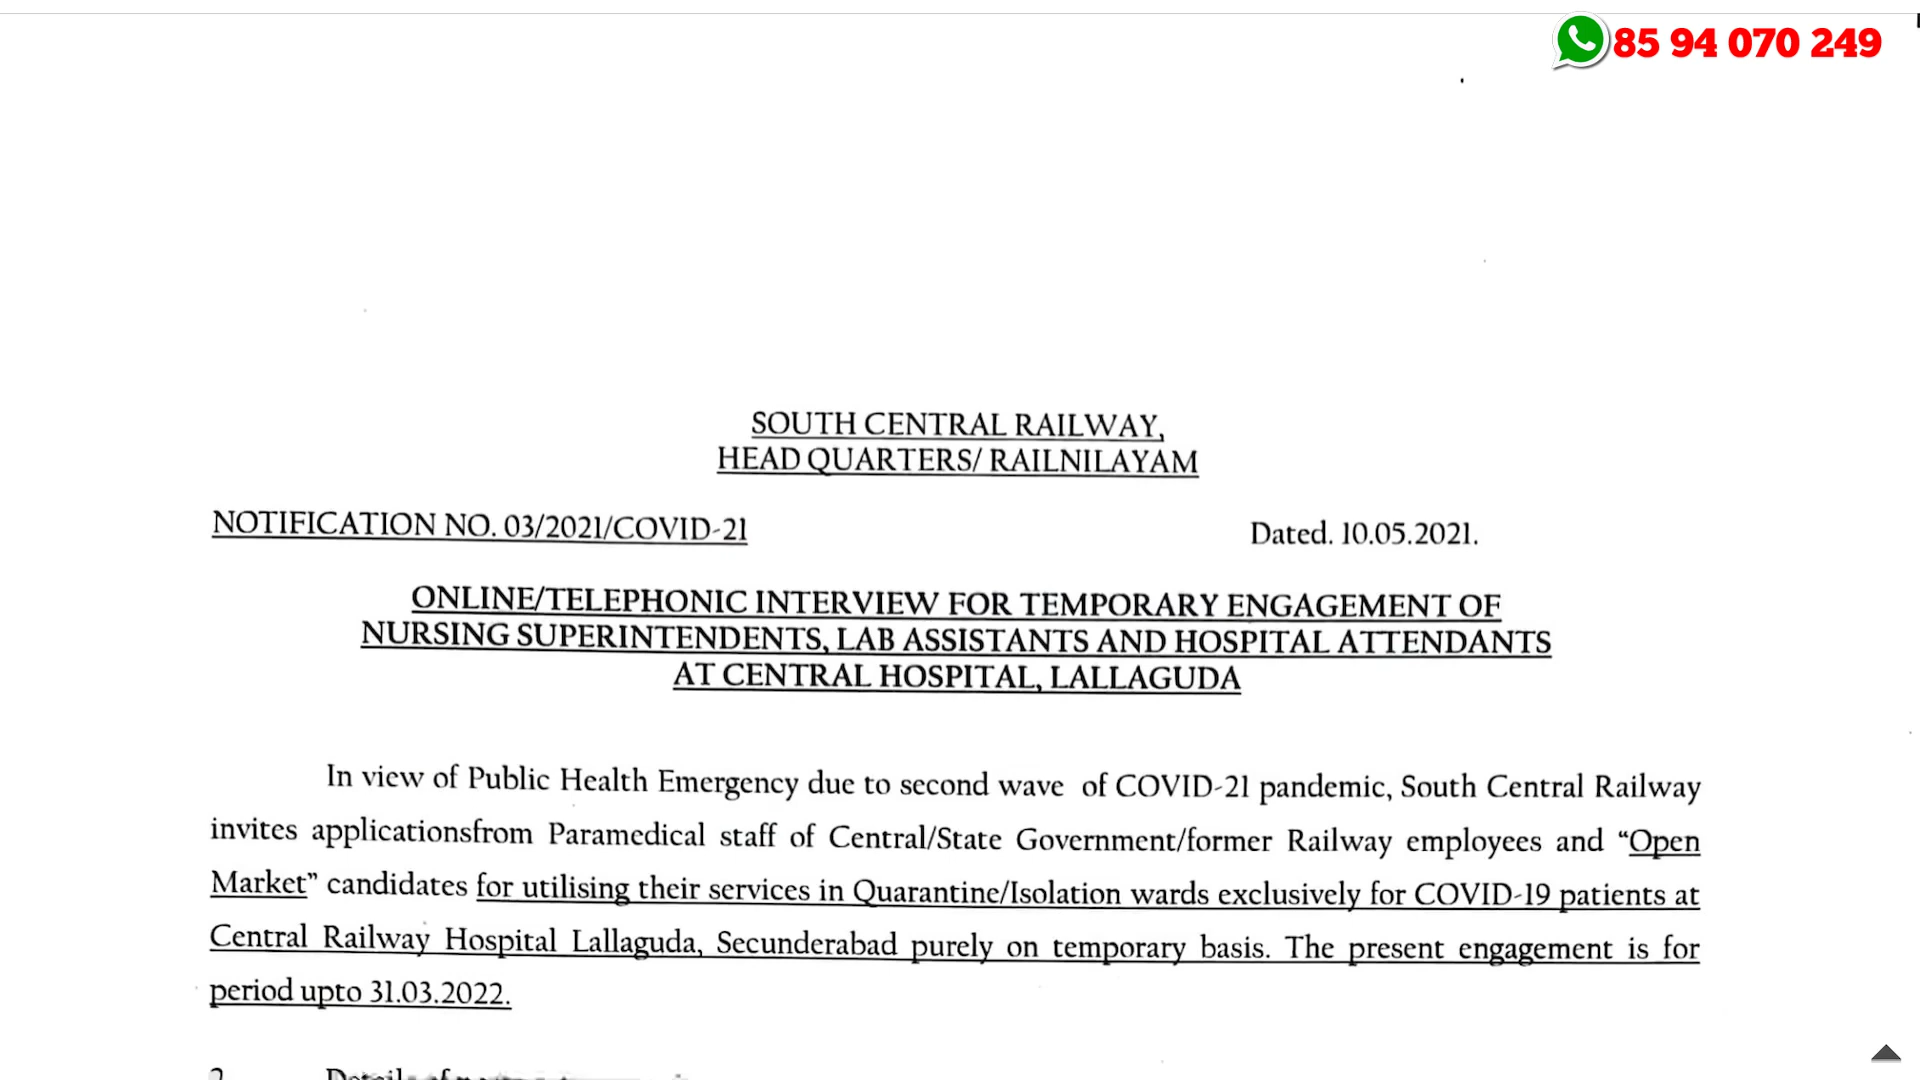 85 94 070 249
SOUTH CENTRAL RAILWAY,
HEAD QUARTERS/ RAILNILAYAM
NOTIFICATION NO. 03/2021/COVID-21
Dated. 10.05.2021.
ONLINE/TELEPHONIC INTERVIEW FOR TEMPORARY ENGAGEMENT OF
NURSING SUPERINTENDENTS, LAB ASSISTANTS AND HOSPITAL ATTENDANTS
AT CENTRAL HOSPITAL, LALLAGUDA
In view of Public Health Emergency due to second wave of COVID-21 pandemic, South Central Railway
invites applicationsfrom Paramedical staff of Central/State Government/former Railway employees and “Open
Market” candidates for utilising their services in Quarantine/Isolation wards exclusively for COVID-19 patients at
Central Railway Hospital Lallaguda, Secunderabad purely on temporary basis. The present engagement is for
period upto 31.03.2022.